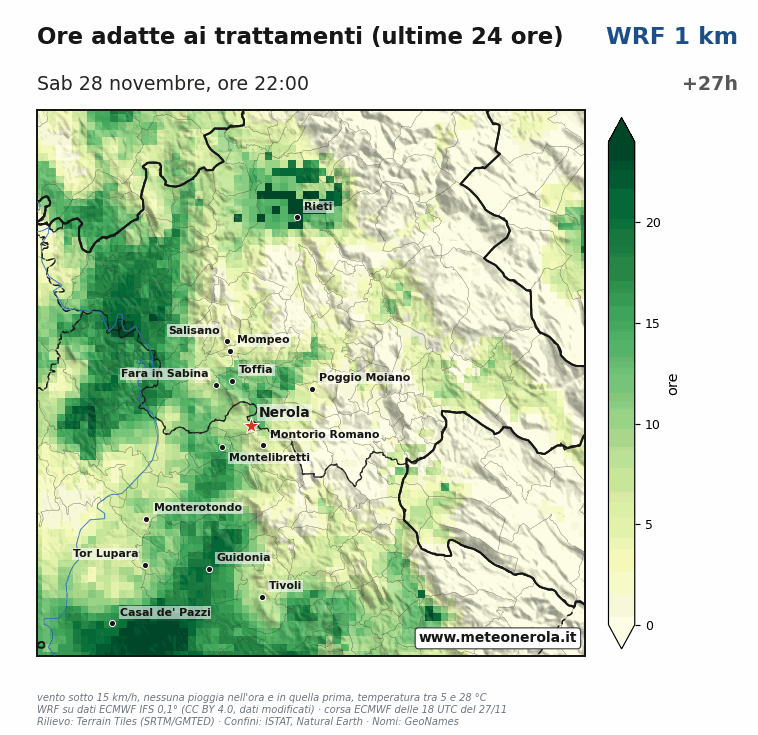 Ore adatte ai trattamenti (ultime 24 ore)
WRF 1 km
Sab 28 novembre, ore 22:00
+27h
Rieti
Salisano
Mompeo
Toffia
Fara in Sabina
Poggio Moiano
Nerola
Montorio Romano
Montelibretti
Monterotondo
Tor Lupara
Guidonia
Tivoli
Casal de' Pazzi
www.meteonerola.it
20
15
10
5
0
ore
vento sotto 15 km/h, nessuna pioggia nell'ora e in quella prima, temperatura tra 5 e 28 °C
WRF su dati ECMWF IFS 0,1° (CC BY 4.0, dati modificati) · corsa ECMWF delle 18 UTC del 27/11
Rilievo: Terrain Tiles (SRTM/GMTED) · Confini: ISTAT, Natural Earth · Nomi: GeoNames